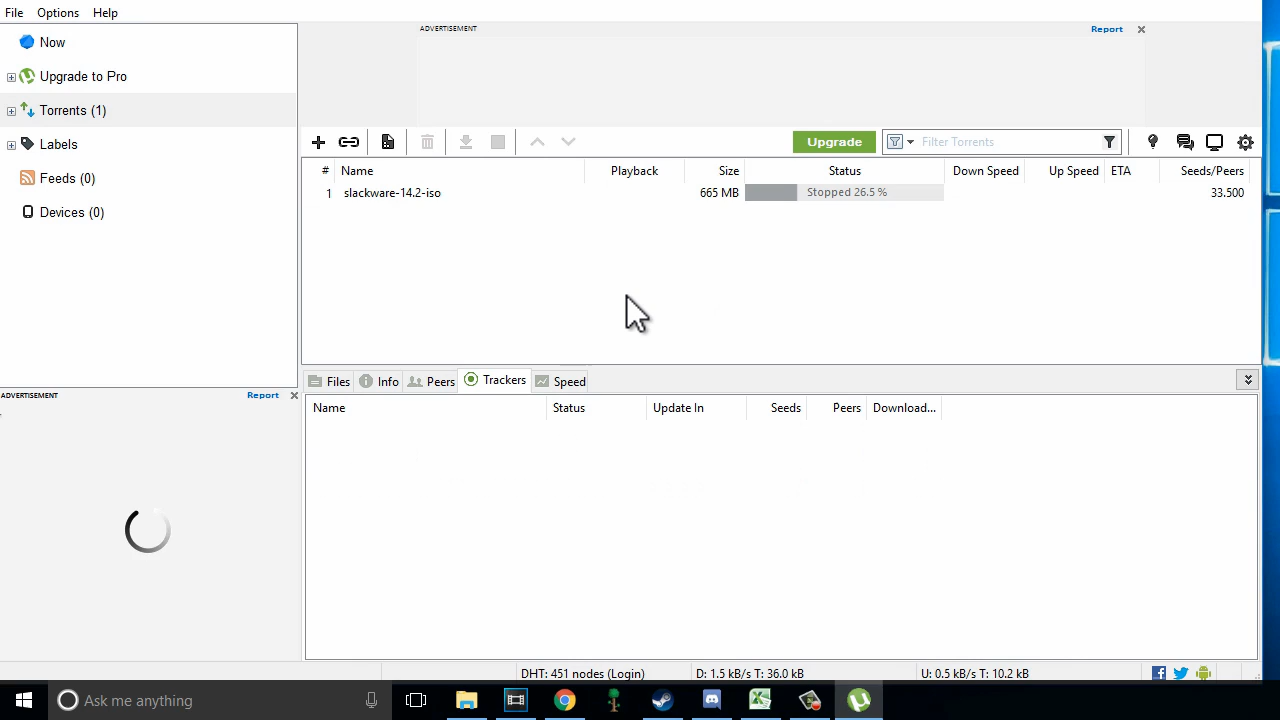 File Options Help
ADVERTISEMENT Report
Now
Upgrade to Pro
Torrents (1)
Labels
Feeds (0)
Devices (0)
Upgrade Filter Torrents
# Name Playback Size Status Down Speed Up Speed ETA Seeds/Peers
1 slackware-14.2-iso 665 MB Stopped 26.5 % 33.500
Files Info Peers Trackers Speed
ADVERTISEMENT Report
Name Status Update In Seeds Peers Download...
DHT: 451 nodes (Login) D: 1.5 kB/s T: 36.0 kB U: 0.5 kB/s T: 10.2 kB
Ask me anything